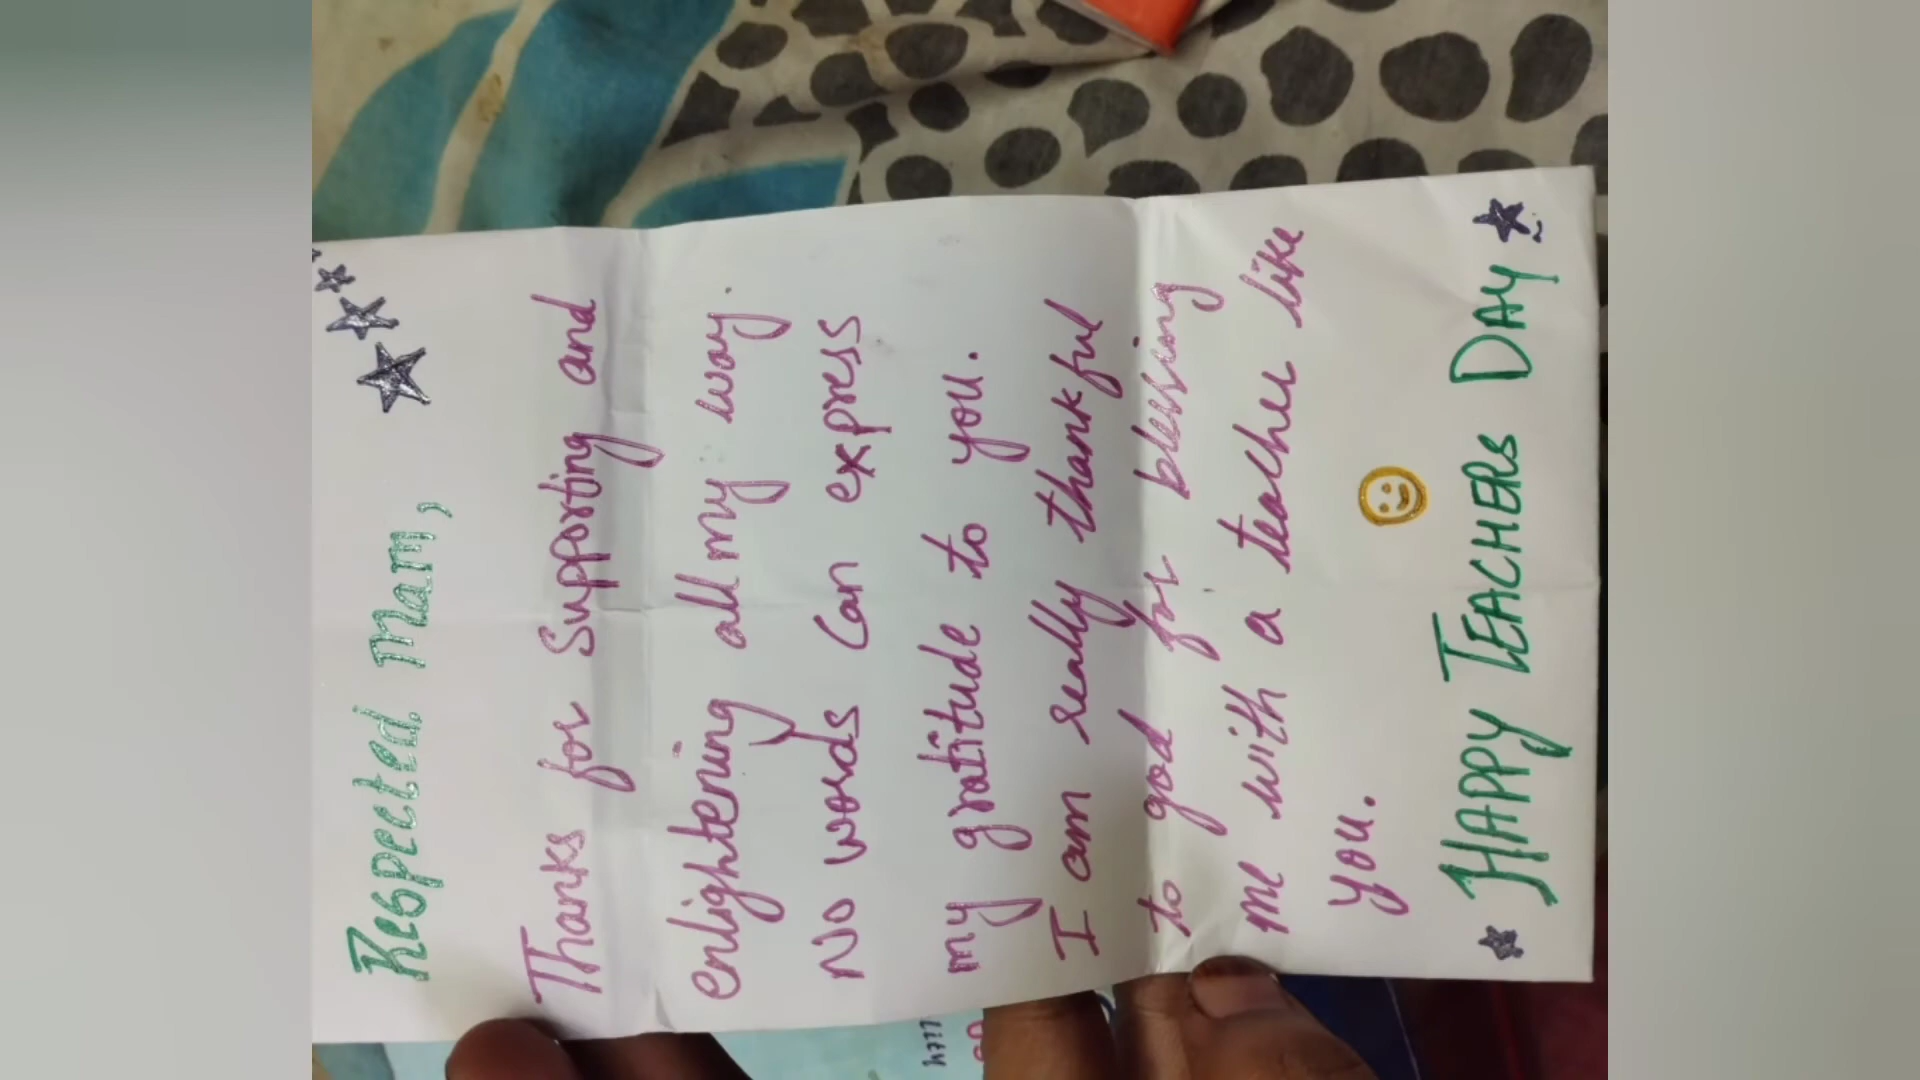 Respected Mam,
Thanks for Supporting and
enlightening all my way.
No words can express
my gratitude to you.
I am really thankful
to god for blessing
me with a teacher like
you.
HAPPY TEACHERS DAY